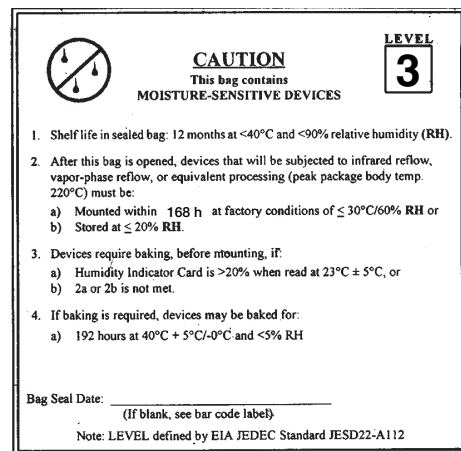 LEVEL
3
CAUTION
This bag contains
MOISTURE-SENSITIVE DEVICES
1. Shelf life in sealed bag: 12 months at <40°C and <90% relative humidity (RH).
2. After this bag is opened, devices that will be subjected to infrared reflow,
vapor-phase reflow, or equivalent processing (peak package body temp.
220°C) must be:
a) Mounted within 168 h at factory conditions of ≤ 30°C/60% RH or
b) Stored at ≤ 20% RH.
3. Devices require baking, before mounting, if:
a) Humidity Indicator Card is >20% when read at 23°C ± 5°C, or
b) 2a or 2b is not met.
4. If baking is required, devices may be baked for:
a) 192 hours at 40°C + 5°C/-0°C and <5% RH
Bag Seal Date:
(If blank, see bar code label)
Note: LEVEL defined by EIA JEDEC Standard JESD22-A112